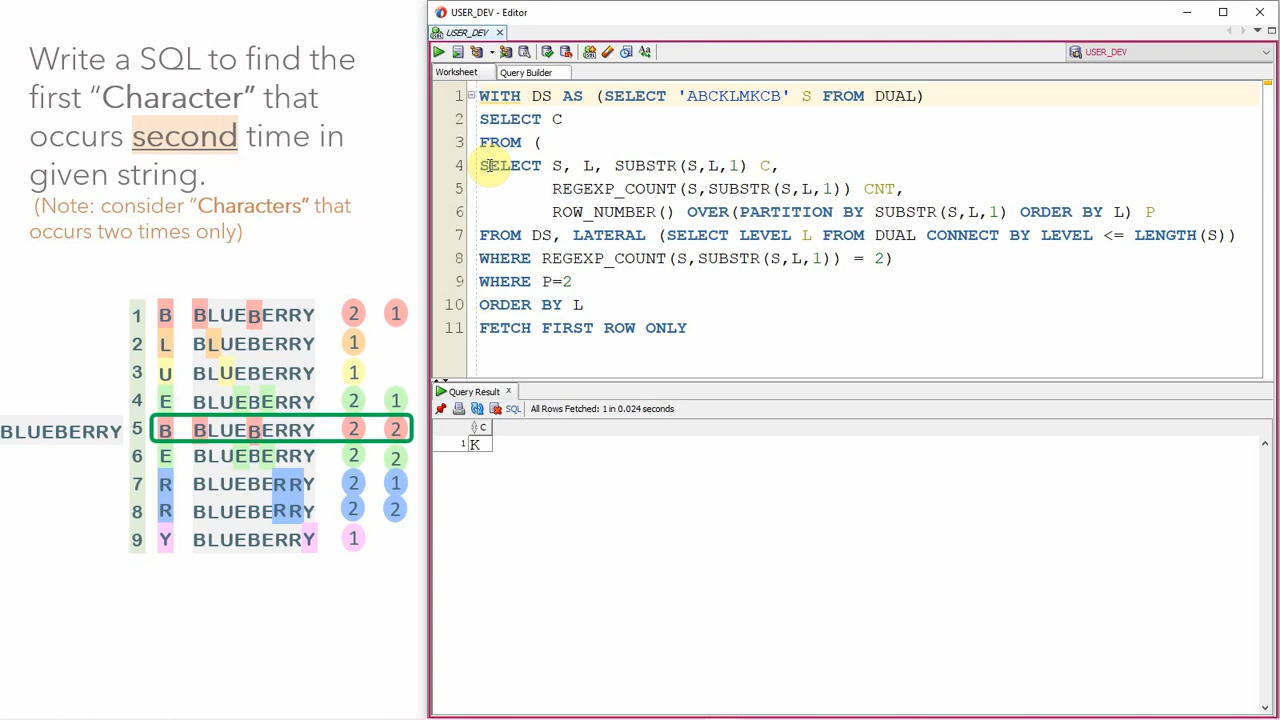 Write a SQL to find the
first “Character” that
occurs second time in
given string.
(Note: consider “Characters” that
occurs two times only)
BLUEBERRY
1 B BLUEBERRY 2 1
2 L BLUEBERRY 1
3 U BLUEBERRY 1
4 E BLUEBERRY 2 1
5 B BLUEBERRY 2 2
6 E BLUEBERRY 2 2
7 R BLUEBERRY 2 1
8 R BLUEBERRY 2 2
9 Y BLUEBERRY 1
USER_DEV - Editor
USER_DEV
USER_DEV
Worksheet Query Builder
1 WITH DS AS (SELECT 'ABCKLMKCB' S FROM DUAL)
2 SELECT C
3 FROM (
4 SELECT S, L, SUBSTR(S,L,1) C,
5 REGEXP_COUNT(S,SUBSTR(S,L,1)) CNT,
6 ROW_NUMBER() OVER(PARTITION BY SUBSTR(S,L,1) ORDER BY L) P
7 FROM DS, LATERAL (SELECT LEVEL L FROM DUAL CONNECT BY LEVEL <= LENGTH(S))
8 WHERE REGEXP_COUNT(S,SUBSTR(S,L,1)) = 2)
9 WHERE P=2
10 ORDER BY L
11 FETCH FIRST ROW ONLY
Query Result
SQL All Rows Fetched: 1 in 0.024 seconds
C
1 K